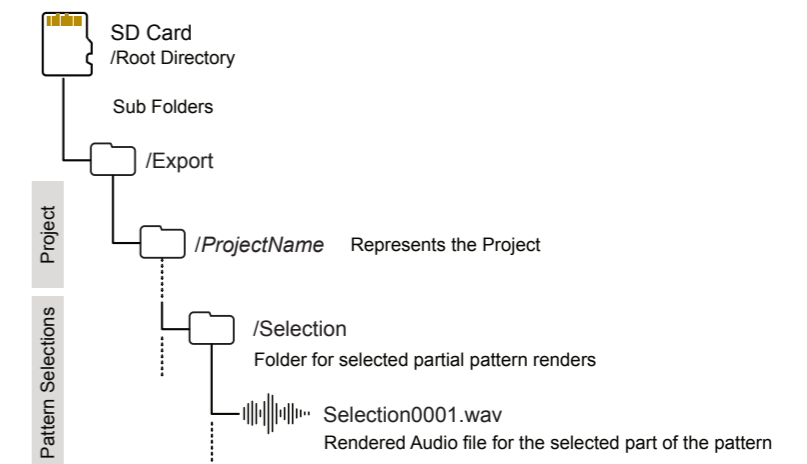 SD Card
/Root Directory
Sub Folders
/Export
Project
/ProjectName Represents the Project
Pattern Selections
/Selection
Folder for selected partial pattern renders
Selection0001.wav
Rendered Audio file for the selected part of the pattern